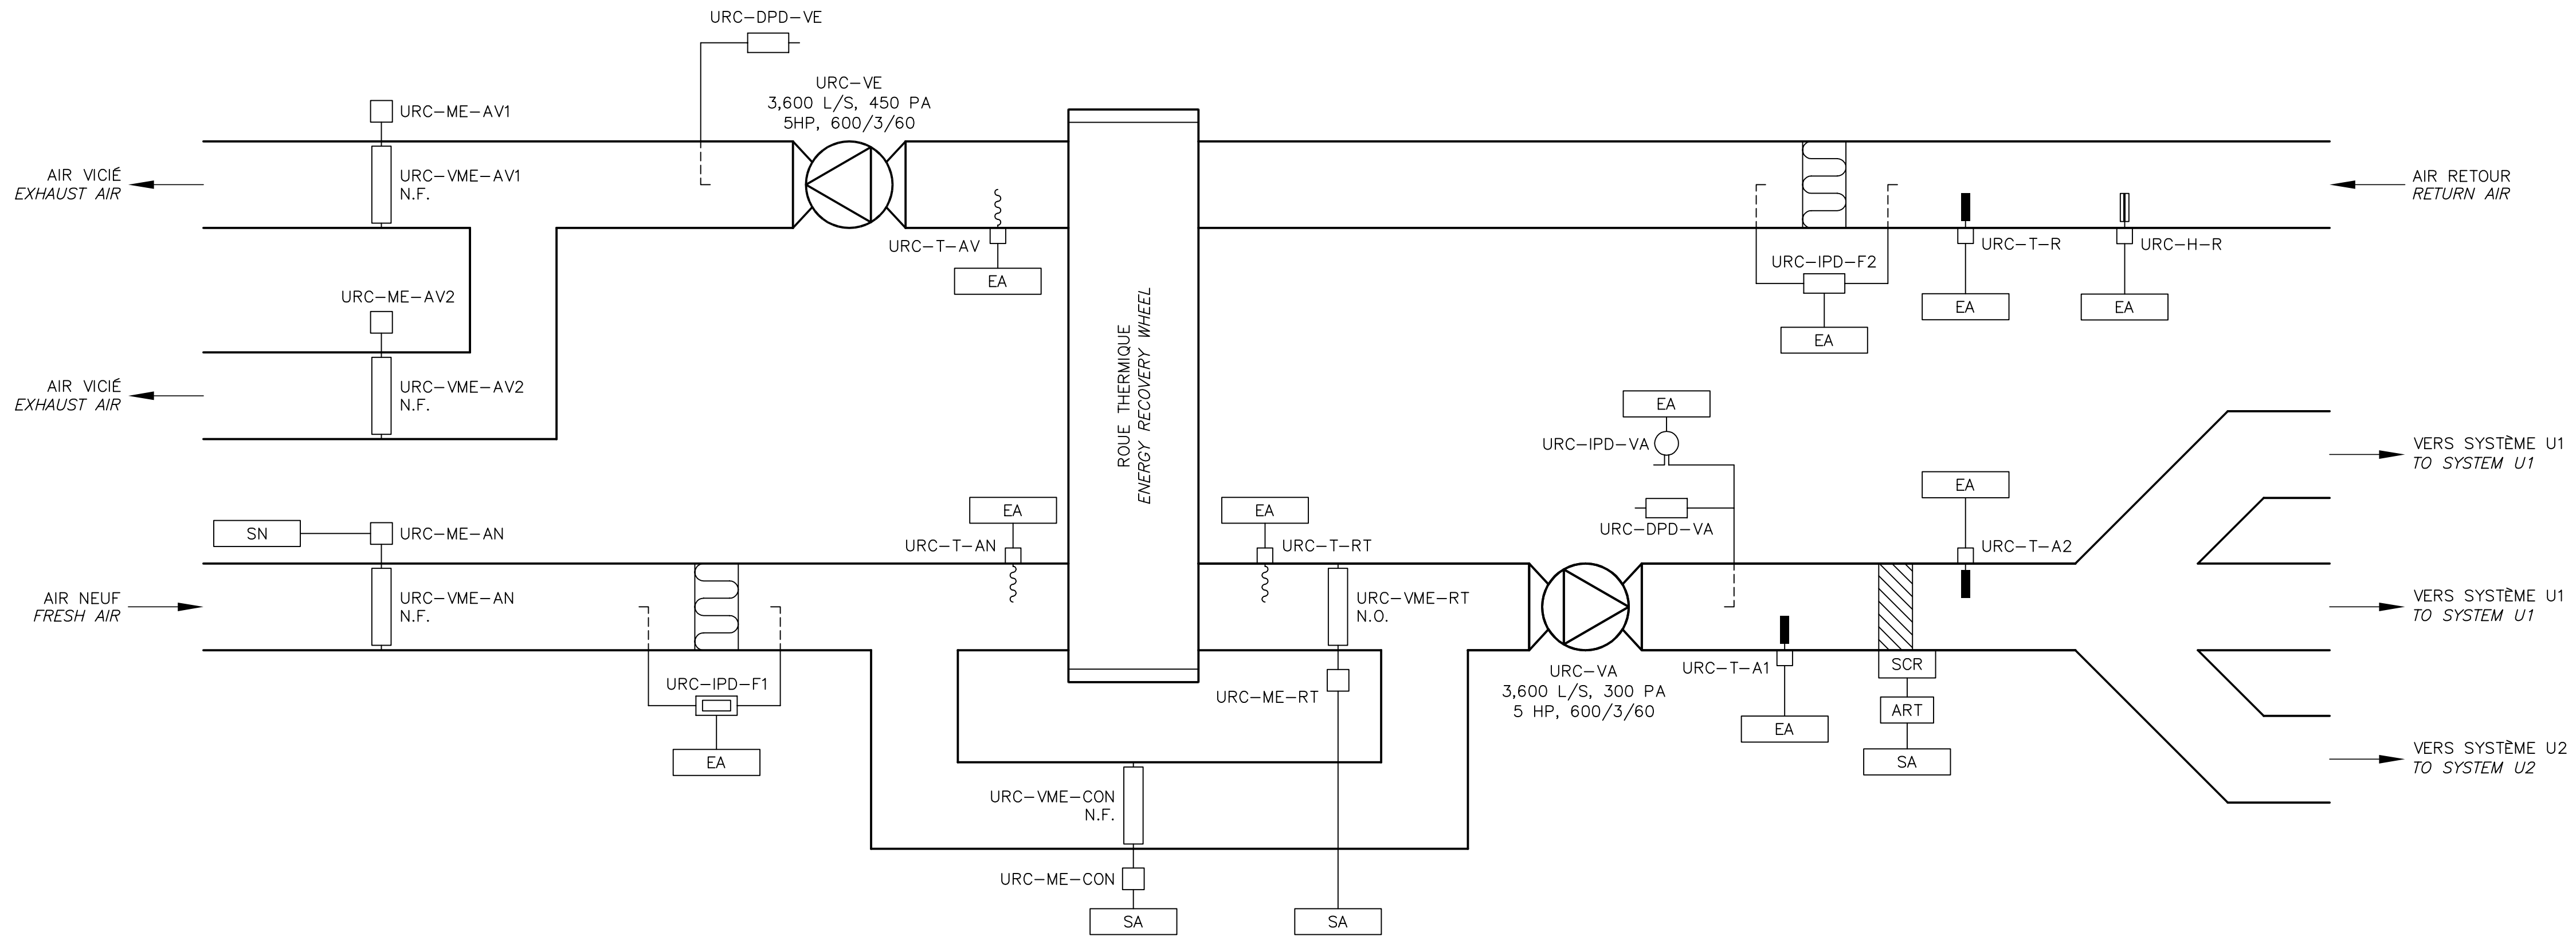 URC-DPD-VE
URC-VE
3,600 L/S, 450 PA
5HP, 600/3/60
URC-ME-AV1
AIR VICIÉ
EXHAUST AIR
URC-VME-AV1
N.F.
URC-T-AV
EA
AIR RETOUR
RETURN AIR
URC-T-R
EA
URC-H-R
EA
URC-IPD-F2
EA
URC-ME-AV2
AIR VICIÉ
EXHAUST AIR
URC-VME-AV2
N.F.
ROUE THERMIQUE
ENERGY RECOVERY WHEEL
EA
URC-IPD-VA
URC-DPD-VA
VERS SYSTÈME U1
TO SYSTEM U1
SN
URC-ME-AN
EA
URC-T-AN
EA
URC-T-RT
EA
URC-T-A2
AIR NEUF
FRESH AIR
URC-VME-AN
N.F.
URC-VME-RT
N.O.
VERS SYSTÈME U1
TO SYSTEM U1
URC-IPD-F1
EA
URC-ME-RT
URC-VA
3,600 L/S, 300 PA
5 HP, 600/3/60
URC-T-A1
EA
SCR
ART
SA
VERS SYSTÈME U2
TO SYSTEM U2
URC-VME-CON
N.F.
URC-ME-CON
SA
SA